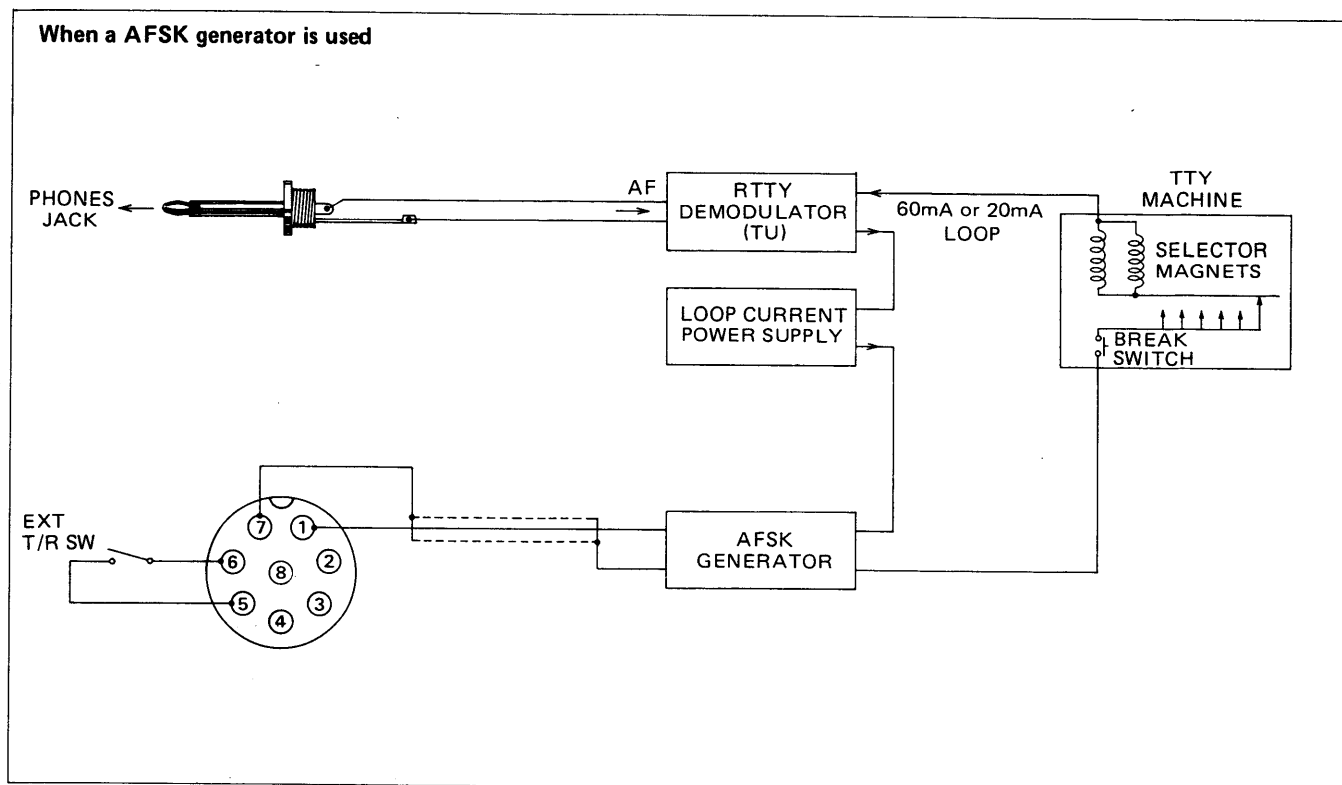 When a AFSK generator is used
PHONES
JACK
AF
RTTY
DEMODULATOR
(TU)
60mA or 20mA
LOOP
TTY
MACHINE
SELECTOR
MAGNETS
BREAK
SWITCH
LOOP CURRENT
POWER SUPPLY
EXT
T/R SW
7
1
6
2
8
5
3
4
AFSK
GENERATOR